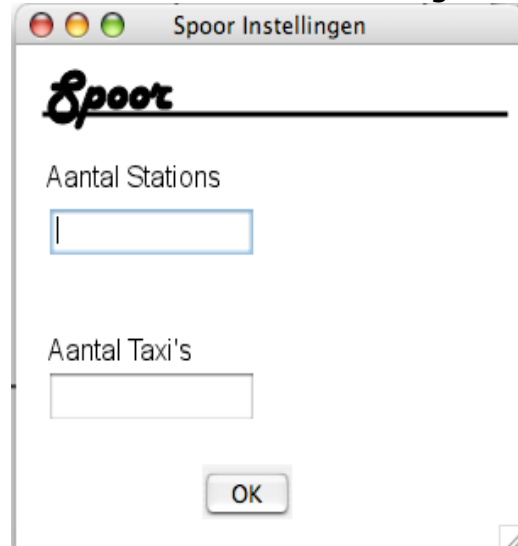 Spoor Instellingen
Spoor
Aantal Stations
Aantal Taxi's
OK